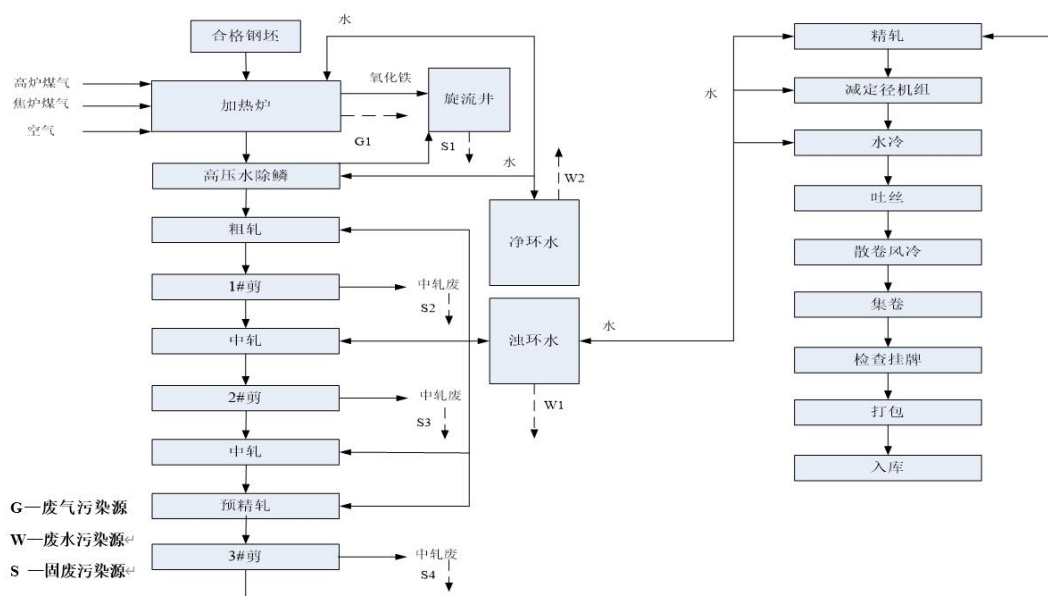 合格钢坯
水
精轧
高炉煤气
焦炉煤气
空气
加热炉
氧化铁
旋流井
G1
S1
水
减定径机组
水冷
高压水除鳞
水
W2
吐丝
粗轧
净环水
散卷风冷
1#剪
中轧废
S2
集卷
中轧
浊环水
水
检查挂牌
2#剪
中轧废
S3
W1
打包
中轧
入库
G—废气污染源
预精轧
W—废水污染源
3#剪
中轧废
S4
S —固废污染源